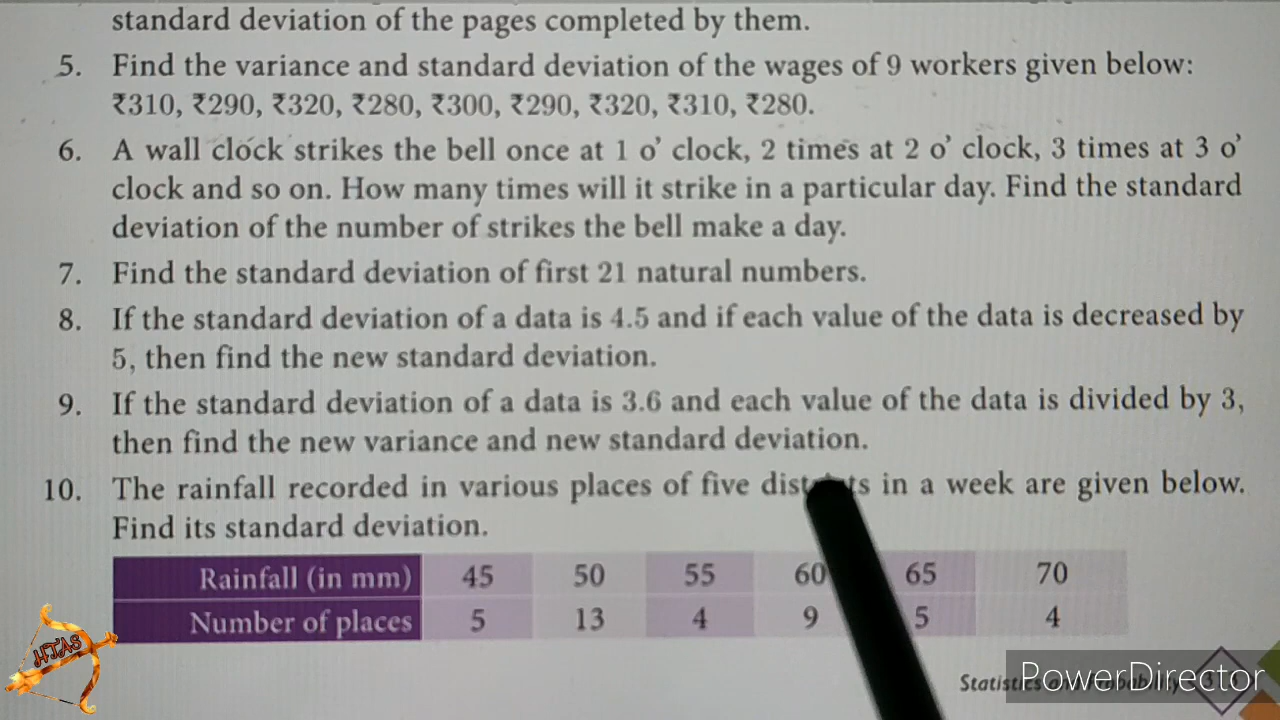 standard deviation of the pages completed by them.
5. Find the variance and standard deviation of the wages of 9 workers given below:
₹310, ₹290, ₹320, ₹280, ₹300, ₹290, ₹320, ₹310, ₹280.
6. A wall clock strikes the bell once at 1 o’ clock, 2 times at 2 o’ clock, 3 times at 3 o’
clock and so on. How many times will it strike in a particular day. Find the standard
deviation of the number of strikes the bell make a day.
7. Find the standard deviation of first 21 natural numbers.
8. If the standard deviation of a data is 4.5 and if each value of the data is decreased by
5, then find the new standard deviation.
9. If the standard deviation of a data is 3.6 and each value of the data is divided by 3,
then find the new variance and new standard deviation.
10. The rainfall recorded in various places of five districts in a week are given below.
Find its standard deviation.
Rainfall (in mm) 45 50 55 60 65 70
Number of places 5 13 4 9 5 4
HTAS
PowerDirector